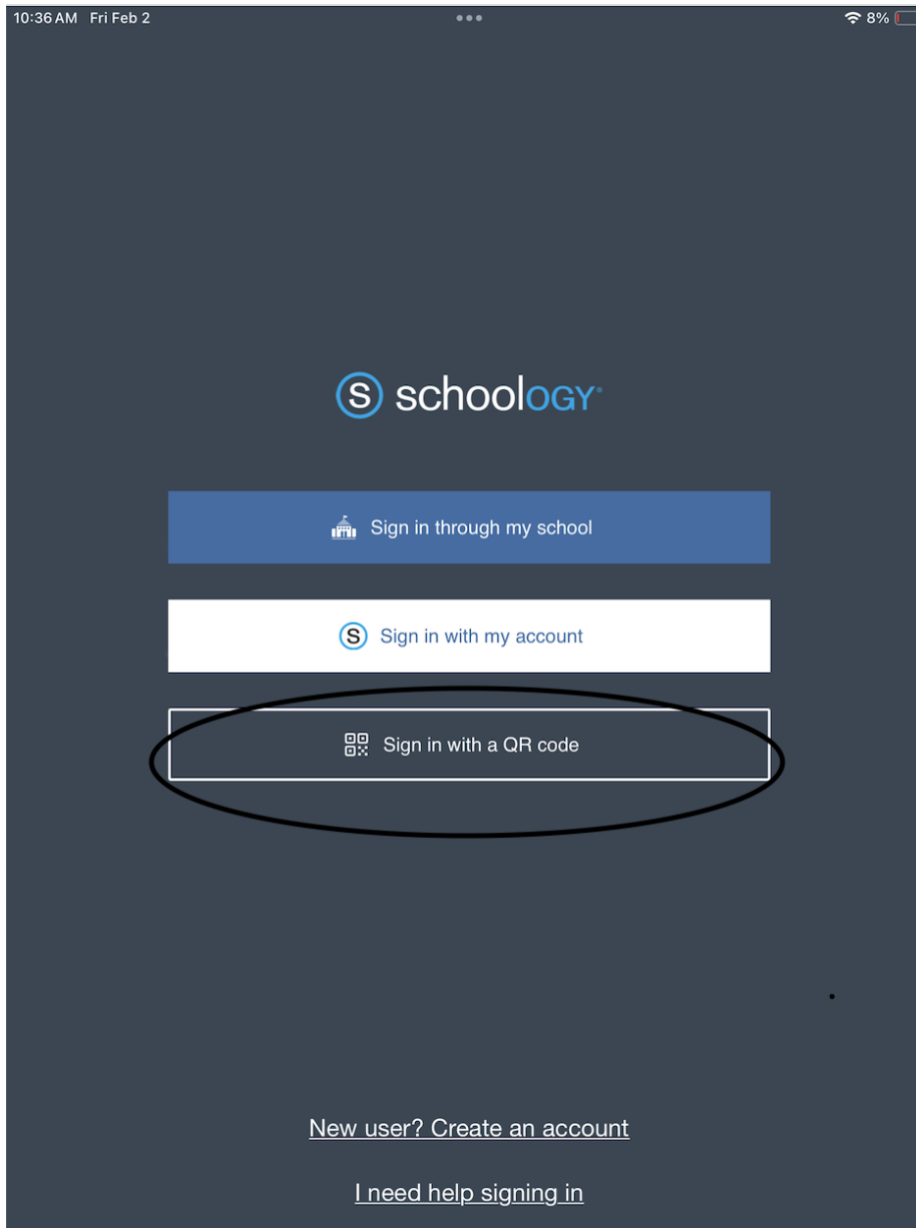 10:36 AM Fri Feb 2 8%
S schoology
Sign in through my school
S Sign in with my account
Sign in with a QR code
New user? Create an account
I need help signing in